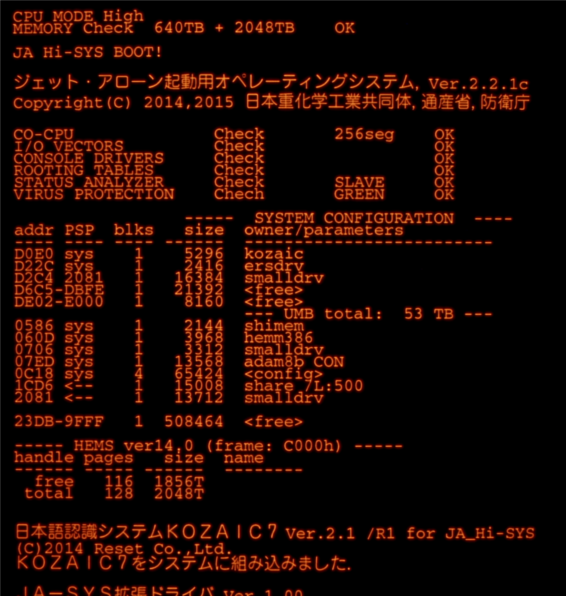 CPU MODE High
MEMORY Check 640TB + 2048TB OK
JA Hi-SYS BOOT!
ジェット・アローン起動用オペレーティングシステム, Ver.2.2.1c
Copyright(C) 2014,2015 日本重化学工業共同体, 通産省, 防衛庁
CO-CPU Check 256seg OK
I/O VECTORS Check OK
CONSOLE DRIVERS Check OK
ROOTING TABLES Check OK
STATUS ANALYZER Check SLAVE OK
VIRUS PROTECTION Chech GREEN OK
----- SYSTEM CONFIGURATION ----
addr PSP blks size owner/parameters
---- ---- ---- ------- -------------------------
D0E0 sys 1 5296 kozaic
D22C sys 1 2416 ersdrv
D2C4 2081 1 16384 smalldrv
D6C5-DBFE 1 21392 <free>
DE02-E000 1 8160 <free>
--- UMB total: 53 TB ---
0586 sys 1 2144 shimem
060D sys 1 3968 hemm386
0706 sys 1 3312 smalldrv
07ED sys 1 13568 adam8b CON
0C18 sys 4 65424 <config>
1CD6 <-- 1 15008 share /L:500
2081 <-- 1 13712 smalldrv
23DB-9FFF 1 508464 <free>
----- HEMS ver14.0 (frame: C000h) -----
handle pages size name
------ ----- ------ --------
free 116 1856T
total 128 2048T
日本語認識システムKOZAIC7 Ver.2.1 /R1 for JA_Hi-SYS
(C)2014 Reset Co.,Ltd.
KOZAIC7をシステムに組み込みました.
JA-SYS拡張ドライバ Ver 1.00